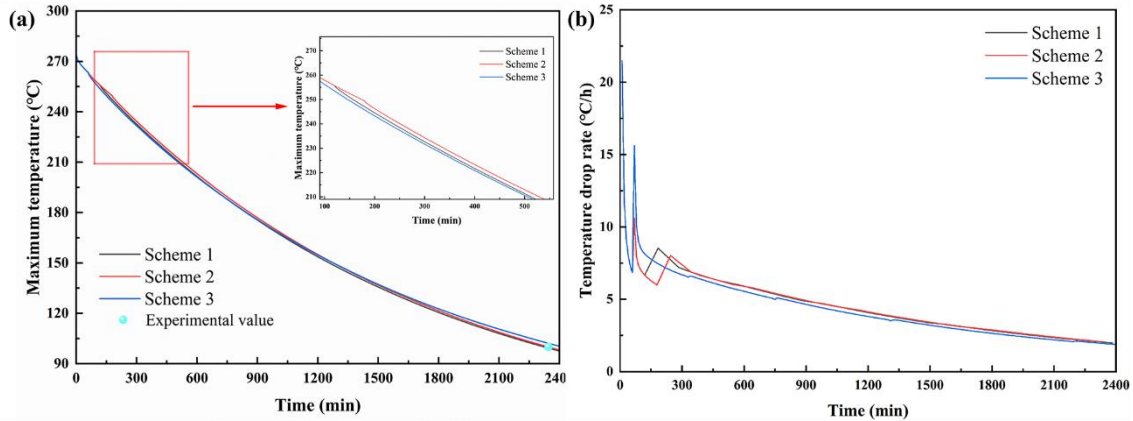 (a)
Maximum temperature (℃)
300
270
240
210
180
150
120
90
0
300
600
900
1200
1500
1800
2100
2400
Time (min)
Scheme 1
Scheme 2
Scheme 3
Experimental value
Maximum temperature (℃)
270
260
250
240
230
220
210
100
200
300
400
500
Time (min)
Scheme 1
Scheme 2
Scheme 3
(b)
Temperature drop rate (℃/h)
25
20
15
10
5
0
0
300
600
900
1200
1500
1800
2100
2400
Time (min)
Scheme 1
Scheme 2
Scheme 3